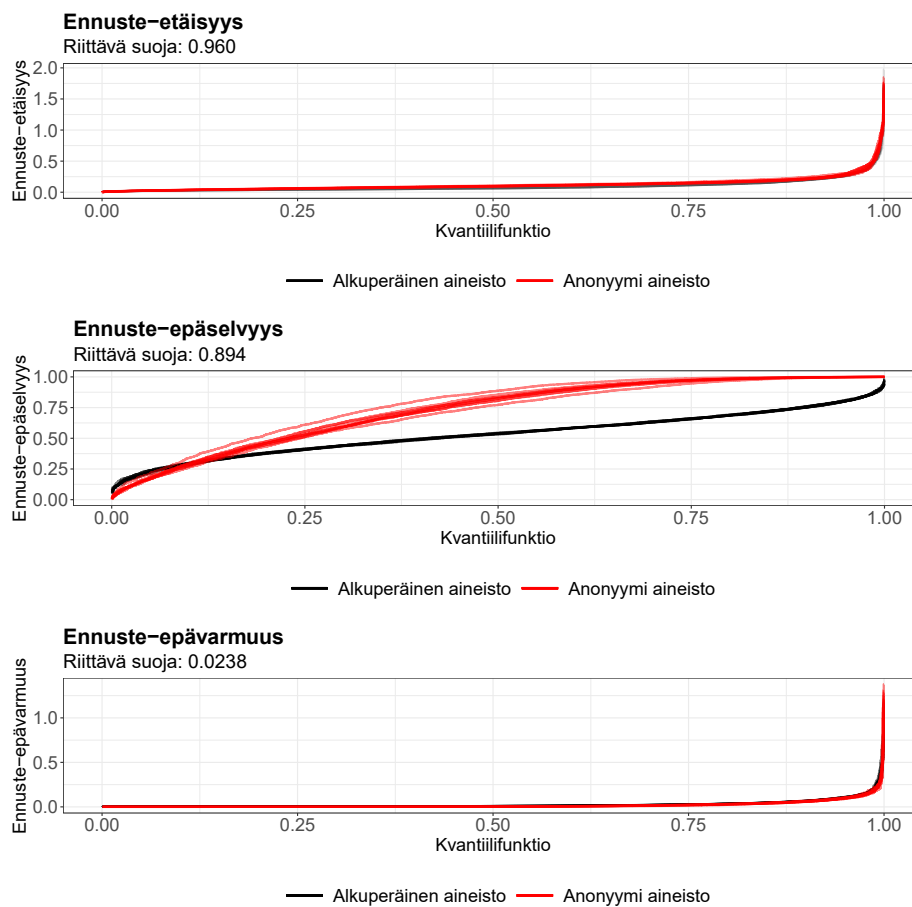 Ennuste−etäisyys
Riittävä suoja: 0.960
Ennuste−etäisyys
2.0
1.5
1.0
0.5
0.0
0.00 0.25 0.50 0.75 1.00
Kvantiilifunktio
Alkuperäinen aineisto Anonyymi aineisto
Ennuste−epäselvyys
Riittävä suoja: 0.894
Ennuste−epäselvyys
1.00
0.75
0.50
0.25
0.00
0.00 0.25 0.50 0.75 1.00
Kvantiilifunktio
Alkuperäinen aineisto Anonyymi aineisto
Ennuste−epävarmuus
Riittävä suoja: 0.0238
Ennuste−epävarmuus
1.0
0.5
0.0
0.00 0.25 0.50 0.75 1.00
Kvantiilifunktio
Alkuperäinen aineisto Anonyymi aineisto